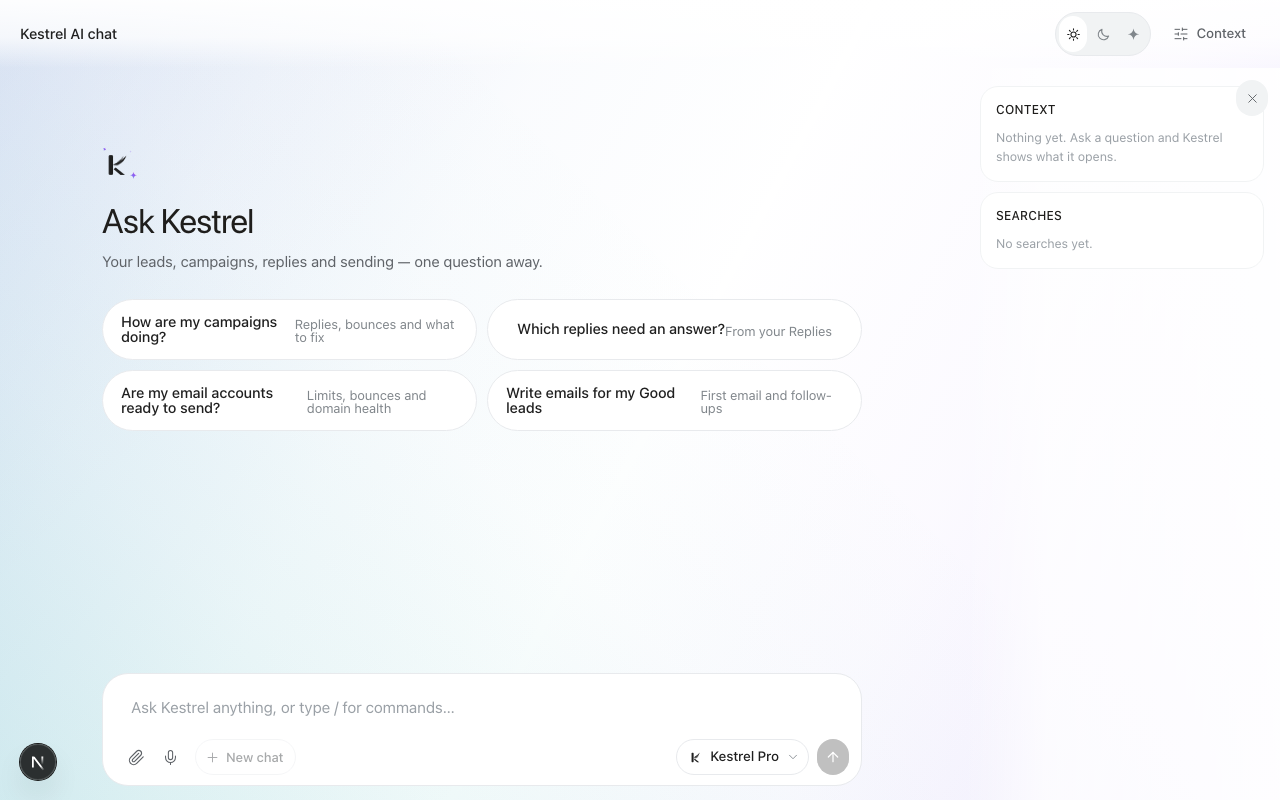 Kestrel AI chat
Context
CONTEXT
Nothing yet. Ask a question and Kestrel
shows what it opens.
SEARCHES
No searches yet.
Ask Kestrel
Your leads, campaigns, replies and sending — one question away.
How are my campaigns
doing?
Replies, bounces and what
to fix
Which replies need an answer?
From your Replies
Are my email accounts
ready to send?
Limits, bounces and
domain health
Write emails for my Good
leads
First email and follow-
ups
Ask Kestrel anything, or type / for commands...
New chat
Kestrel Pro
N